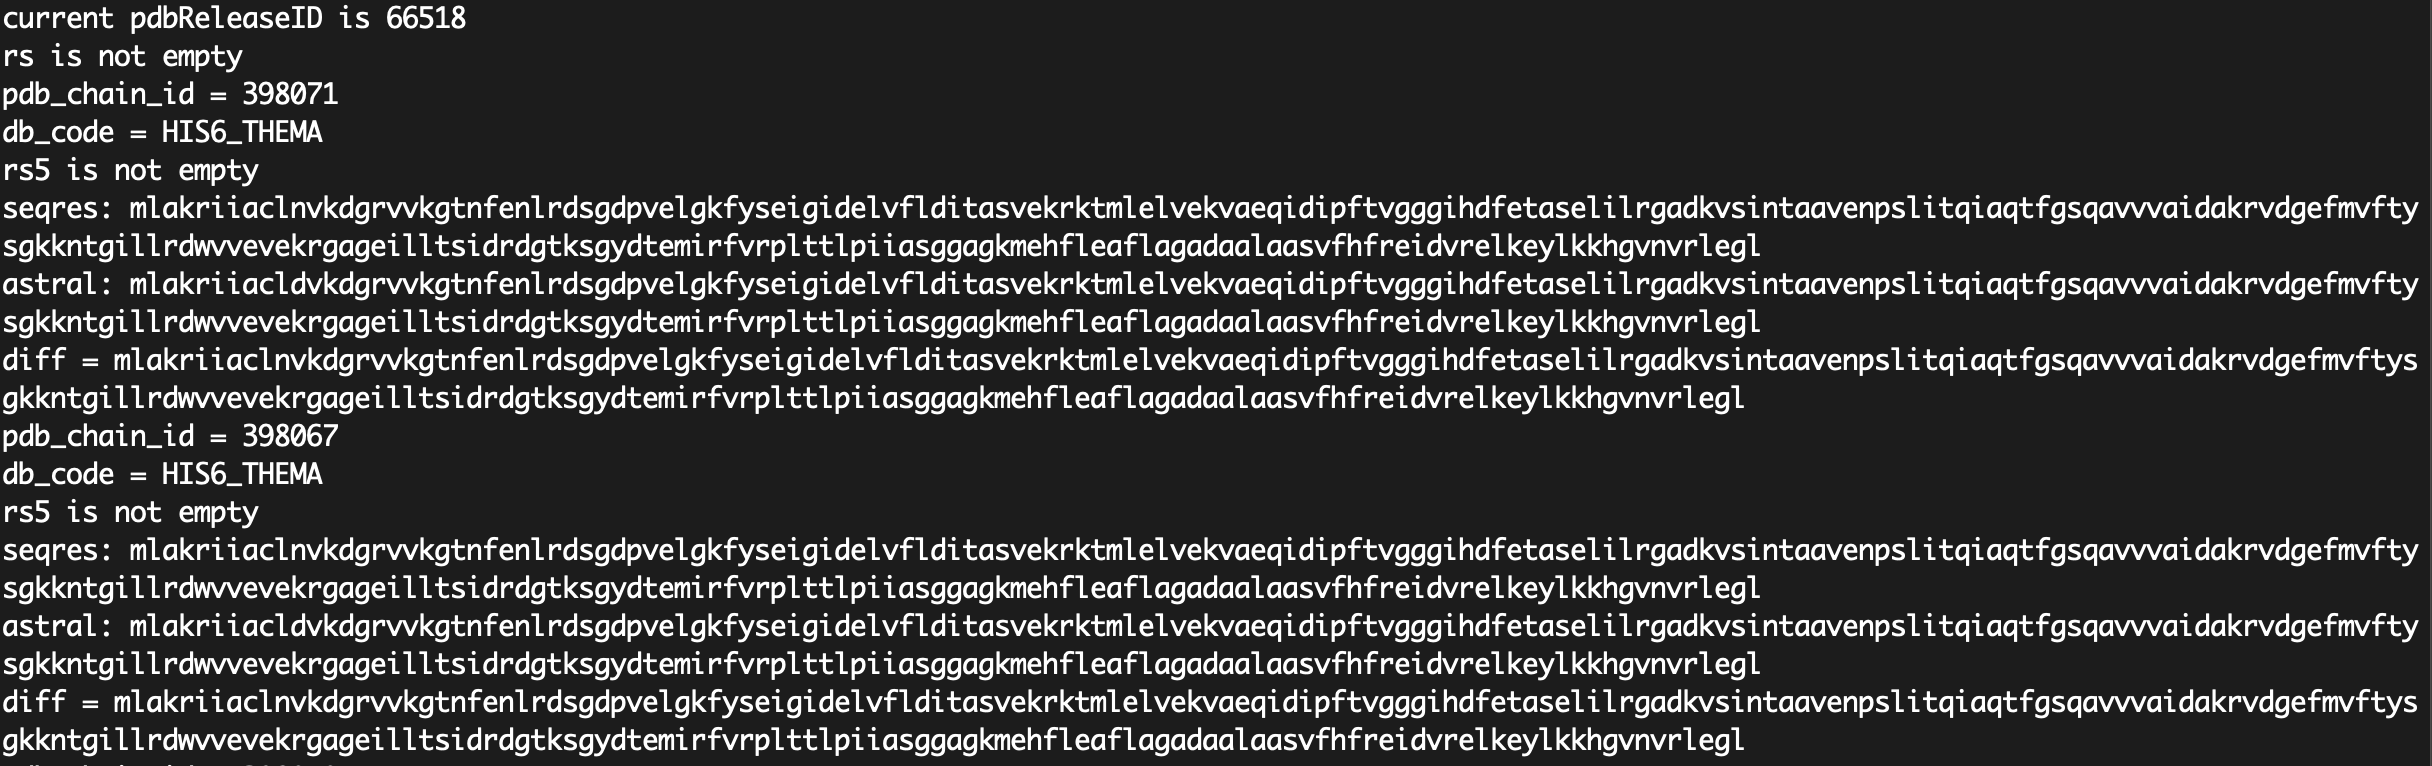 current pdbReleaseID is 66518
rs is not empty
pdb_chain_id = 398071
db_code = HIS6_THEMA
rs5 is not empty
seqres: mlakriiaclnvkdgrvvkgtnfenlrdsgdpvelgkfyseigidelvflditasvekrktmlelvekvaeqidipftvgggihdfetaselilrgadkvsintaavenpslitqiaqtfgsqavvvaidakrvdgefmvfty
sgkkntgillrdwvvevekrgageilltsidrdgtksgydtemirfvrplttlpiiasggagkmehfleaflagadaalaasvfhfreidvrelkeylkkhgvnvrlegl
astral: mlakriiacldvkdgrvvkgtnfenlrdsgdpvelgkfyseigidelvflditasvekrktmlelvekvaeqidipftvgggihdfetaselilrgadkvsintaavenpslitqiaqtfgsqavvvaidakrvdgefmvfty
sgkkntgillrdwvvevekrgageilltsidrdgtksgydtemirfvrplttlpiiasggagkmehfleaflagadaalaasvfhfreidvrelkeylkkhgvnvrlegl
diff = mlakriiaclnvkdgrvvkgtnfenlrdsgdpvelgkfyseigidelvflditasvekrktmlelvekvaeqidipftvgggihdfetaselilrgadkvsintaavenpslitqiaqtfgsqavvvaidakrvdgefmvftys
gkkntgillrdwvvevekrgageilltsidrdgtksgydtemirfvrplttlpiiasggagkmehfleaflagadaalaasvfhfreidvrelkeylkkhgvnvrlegl
pdb_chain_id = 398067
db_code = HIS6_THEMA
rs5 is not empty
seqres: mlakriiaclnvkdgrvvkgtnfenlrdsgdpvelgkfyseigidelvflditasvekrktmlelvekvaeqidipftvgggihdfetaselilrgadkvsintaavenpslitqiaqtfgsqavvvaidakrvdgefmvfty
sgkkntgillrdwvvevekrgageilltsidrdgtksgydtemirfvrplttlpiiasggagkmehfleaflagadaalaasvfhfreidvrelkeylkkhgvnvrlegl
astral: mlakriiacldvkdgrvvkgtnfenlrdsgdpvelgkfyseigidelvflditasvekrktmlelvekvaeqidipftvgggihdfetaselilrgadkvsintaavenpslitqiaqtfgsqavvvaidakrvdgefmvfty
sgkkntgillrdwvvevekrgageilltsidrdgtksgydtemirfvrplttlpiiasggagkmehfleaflagadaalaasvfhfreidvrelkeylkkhgvnvrlegl
diff = mlakriiaclnvkdgrvvkgtnfenlrdsgdpvelgkfyseigidelvflditasvekrktmlelvekvaeqidipftvgggihdfetaselilrgadkvsintaavenpslitqiaqtfgsqavvvaidakrvdgefmvftys
gkkntgillrdwvvevekrgageilltsidrdgtksgydtemirfvrplttlpiiasggagkmehfleaflagadaalaasvfhfreidvrelkeylkkhgvnvrlegl